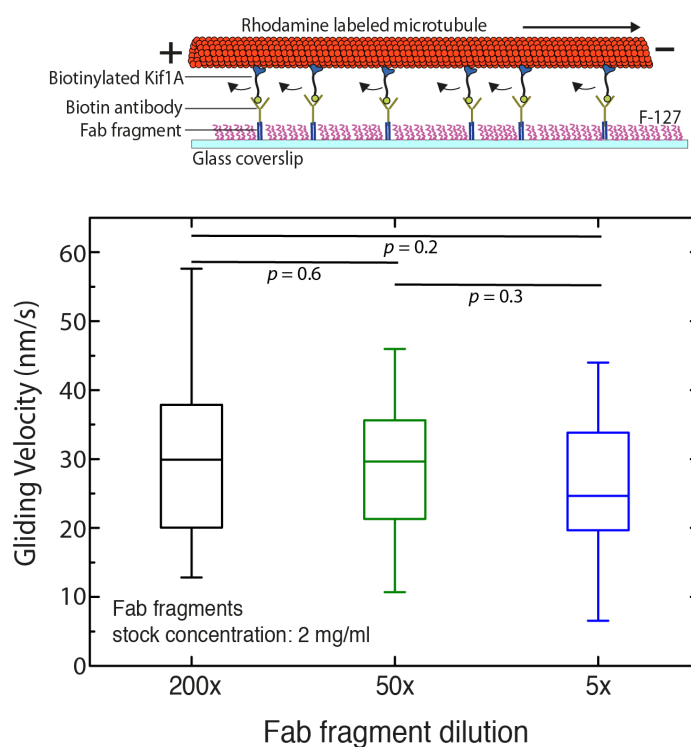 Rhodamine labeled microtubule
+
−
Biotinylated Kif1A
Biotin antibody
Fab fragment
F-127
Glass coverslip
Gliding Velocity (nm/s)
60
50
40
30
20
10
0
p = 0.2
p = 0.6
p = 0.3
Fab fragments
stock concentration: 2 mg/ml
200x
50x
5x
Fab fragment dilution